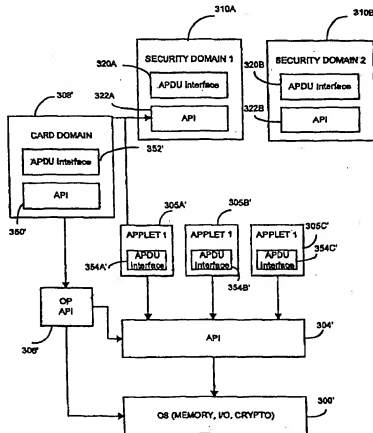 310A
310B
SECURITY DOMAIN 1
320A
APDU Interface
322A
API
SECURITY DOMAIN 2
320B
APDU Interface
322B
API
308'
CARD DOMAIN
APDU Interface
352'
API
350'
305A'
APPLET 1
APDU
Interface
354A'
305B'
APPLET 1
APDU
Interface
354B'
305C'
APPLET 1
APDU
Interface
354C'
OP
API
306'
API
304'
OS (MEMORY, I/O, CRYPTO)
300'